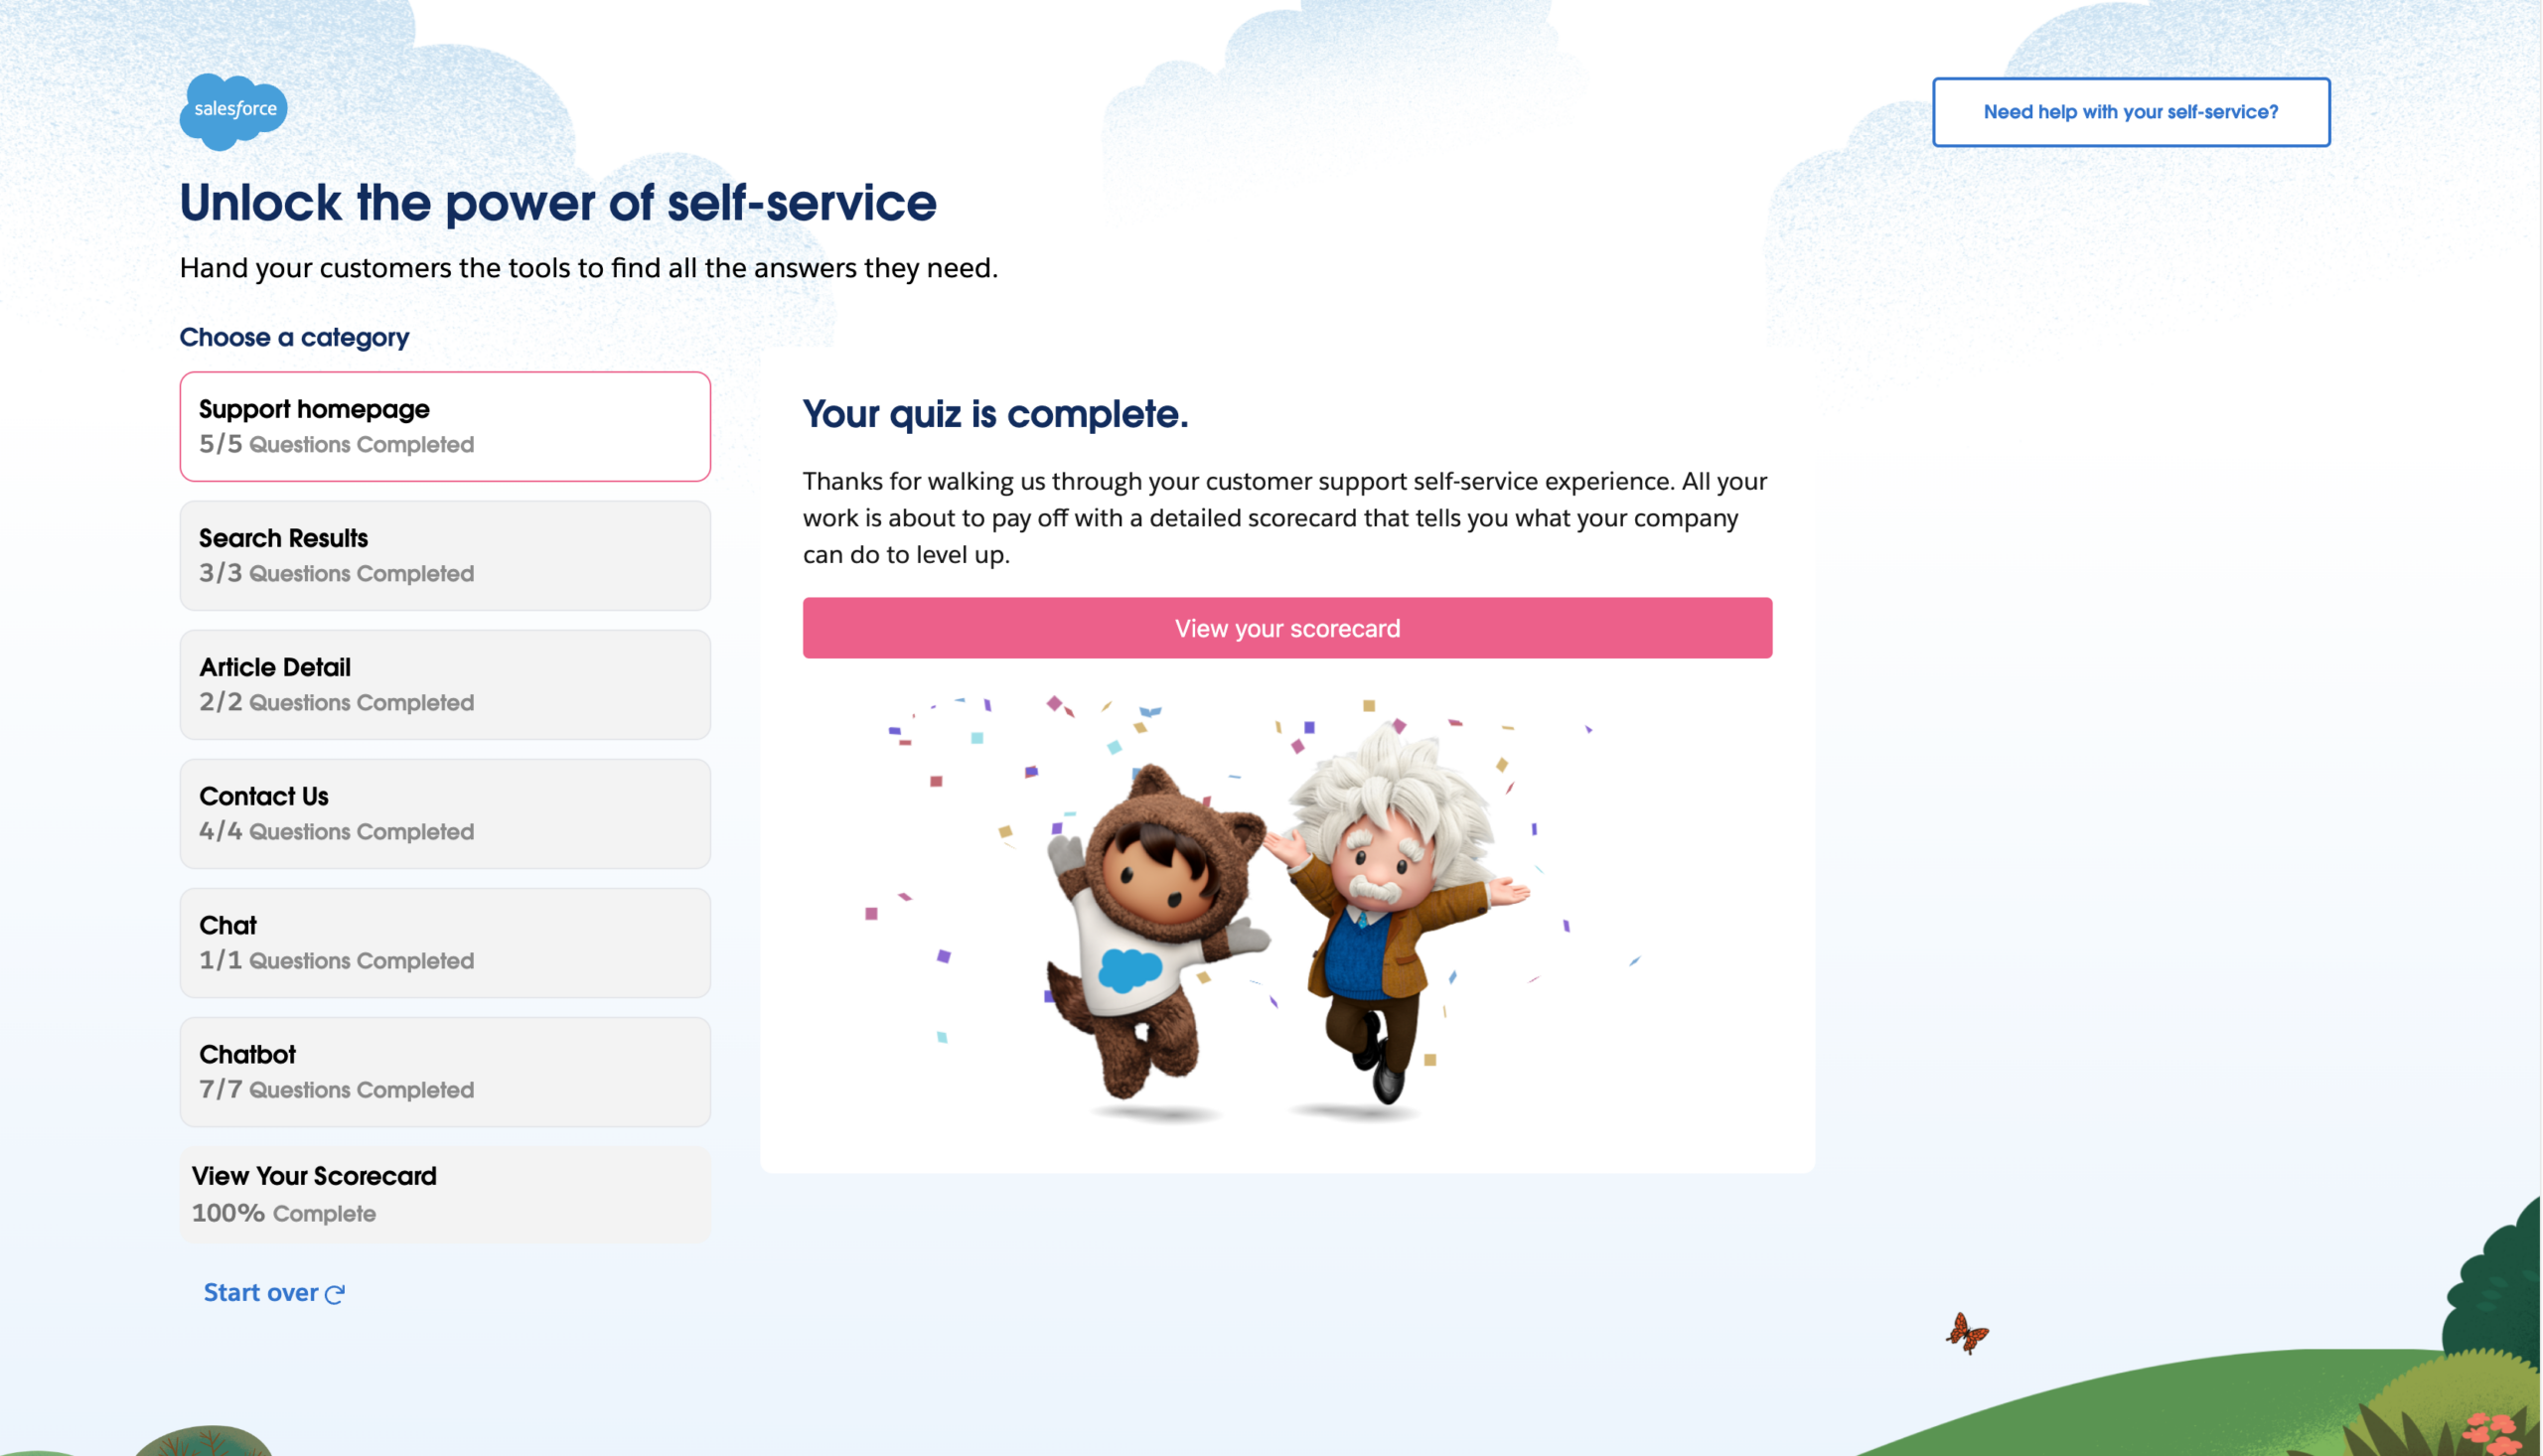 salesforce
Need help with your self-service?
Unlock the power of self-service
Hand your customers the tools to find all the answers they need.
Choose a category
Support homepage
5/5 Questions Completed
Search Results
3/3 Questions Completed
Article Detail
2/2 Questions Completed
Contact Us
4/4 Questions Completed
Chat
1/1 Questions Completed
Chatbot
7/7 Questions Completed
View Your Scorecard
100% Complete
Start over
Your quiz is complete.
Thanks for walking us through your customer support self-service experience. All your
work is about to pay off with a detailed scorecard that tells you what your company
can do to level up.
View your scorecard